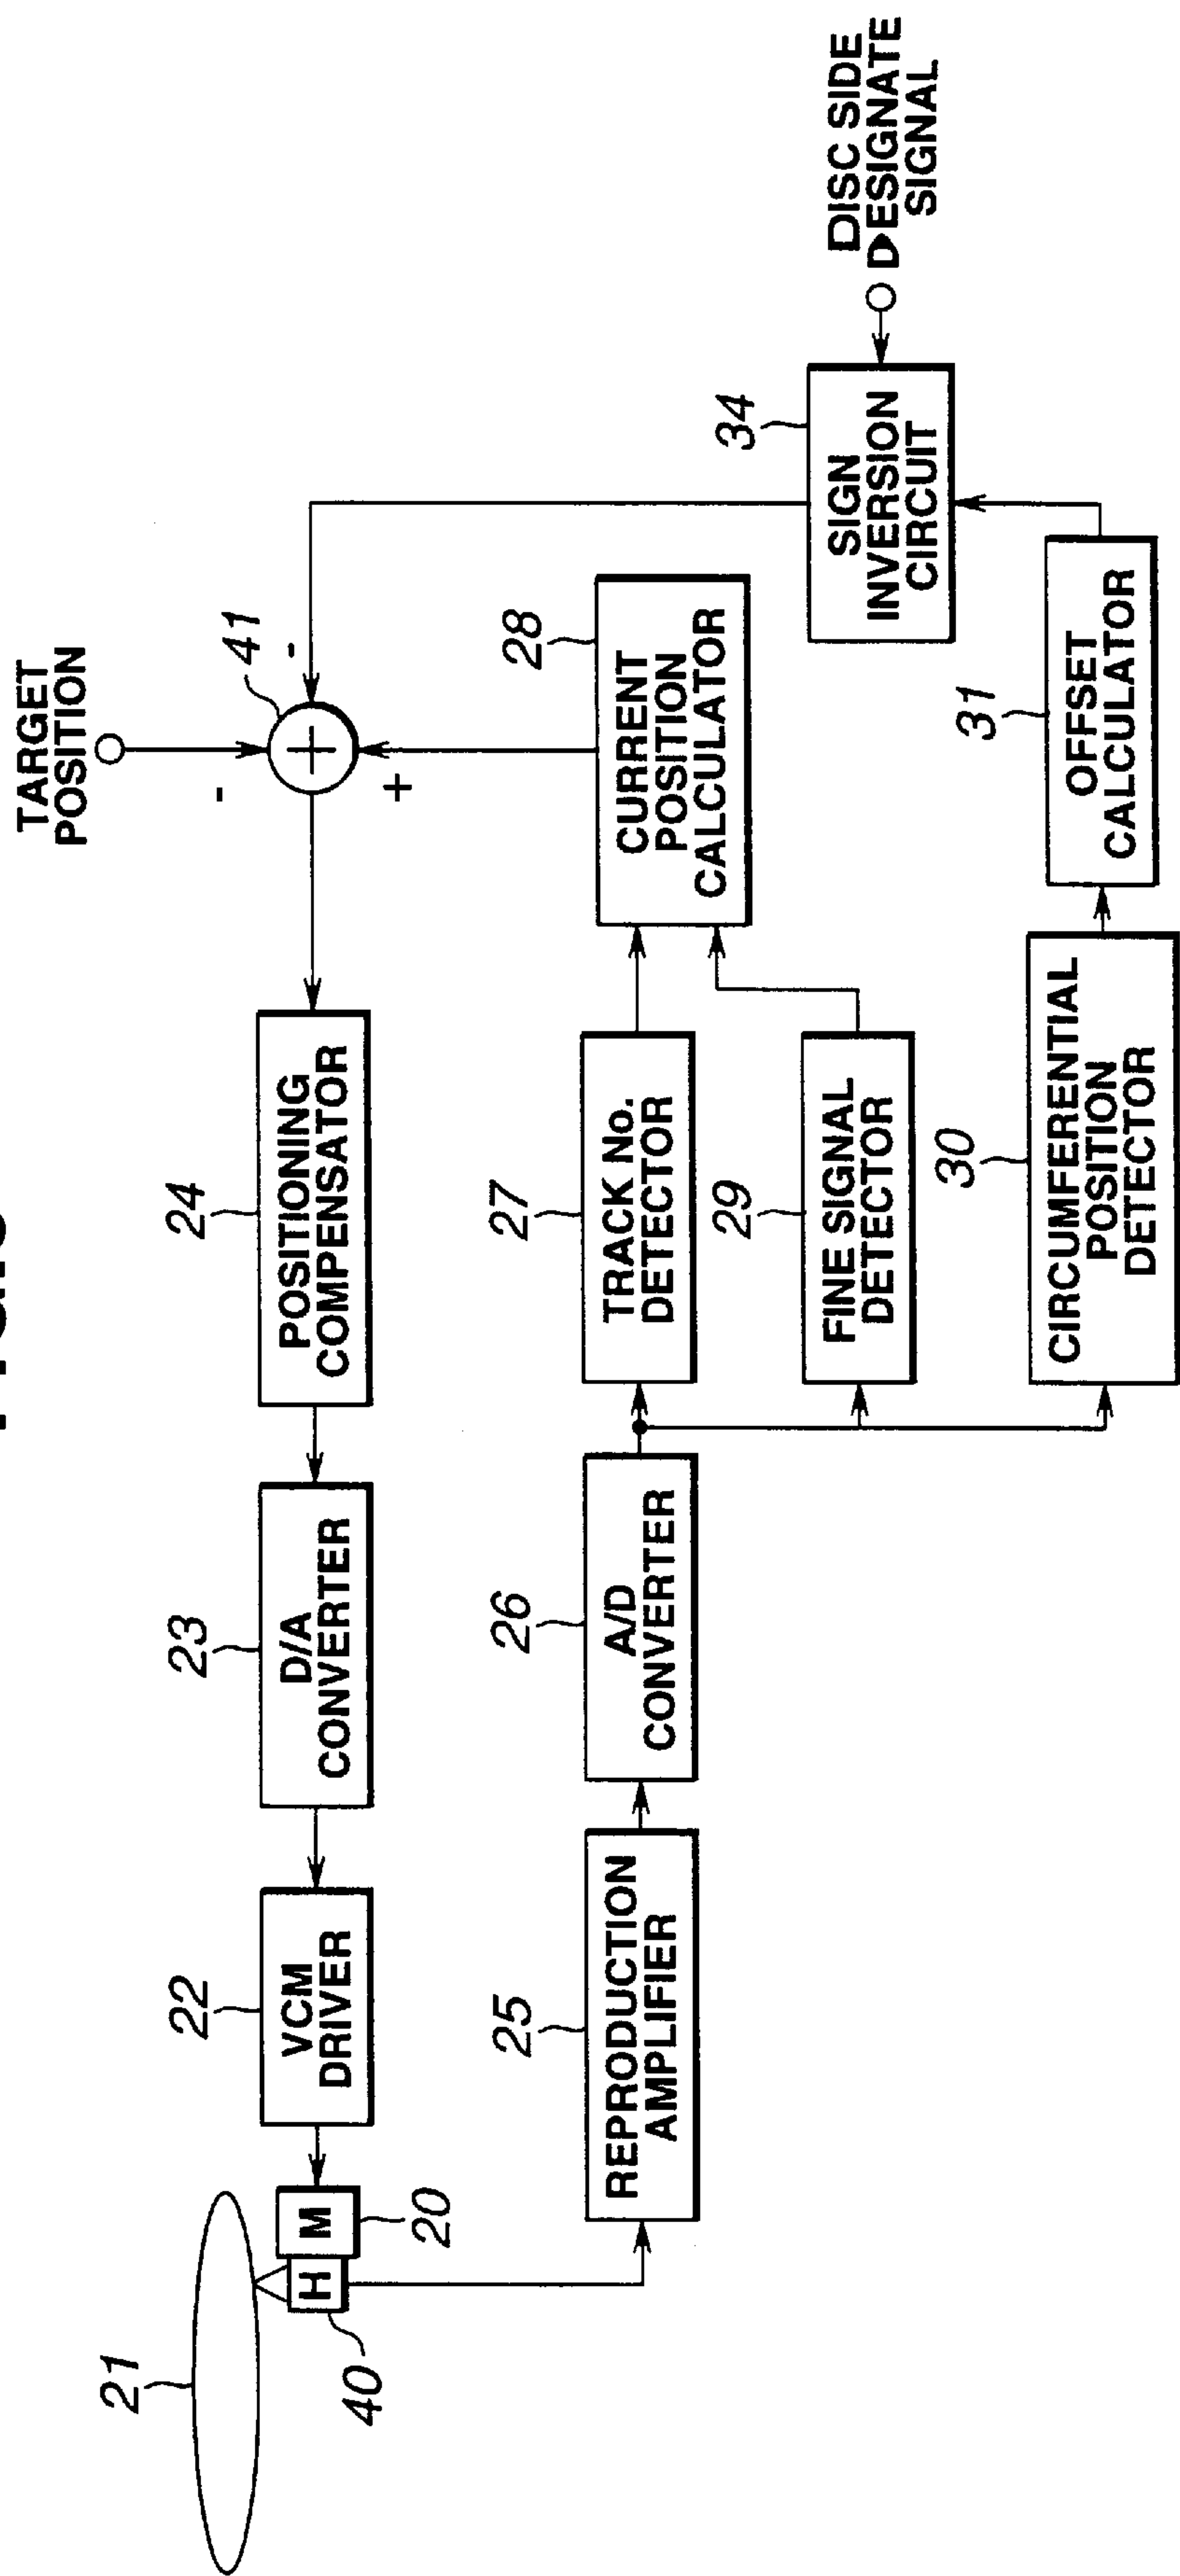 TARGET
POSITION
-
41
-
+
24
POSITIONING
COMPENSATOR
23
D/A
CONVERTER
22
VCM
DRIVER
M
20
H
40
21
25
REPRODUCTION
AMPLIFIER
26
A/D
CONVERTER
27
TRACK No.
DETECTOR
29
FINE SIGNAL
DETECTOR
28
CURRENT
POSITION
CALCULATOR
30
CIRCUMFERENTIAL
POSITION
DETECTOR
31
OFFSET
CALCULATOR
34
SIGN
INVERSION
CIRCUIT
DISC SIDE
DESIGNATE
SIGNAL